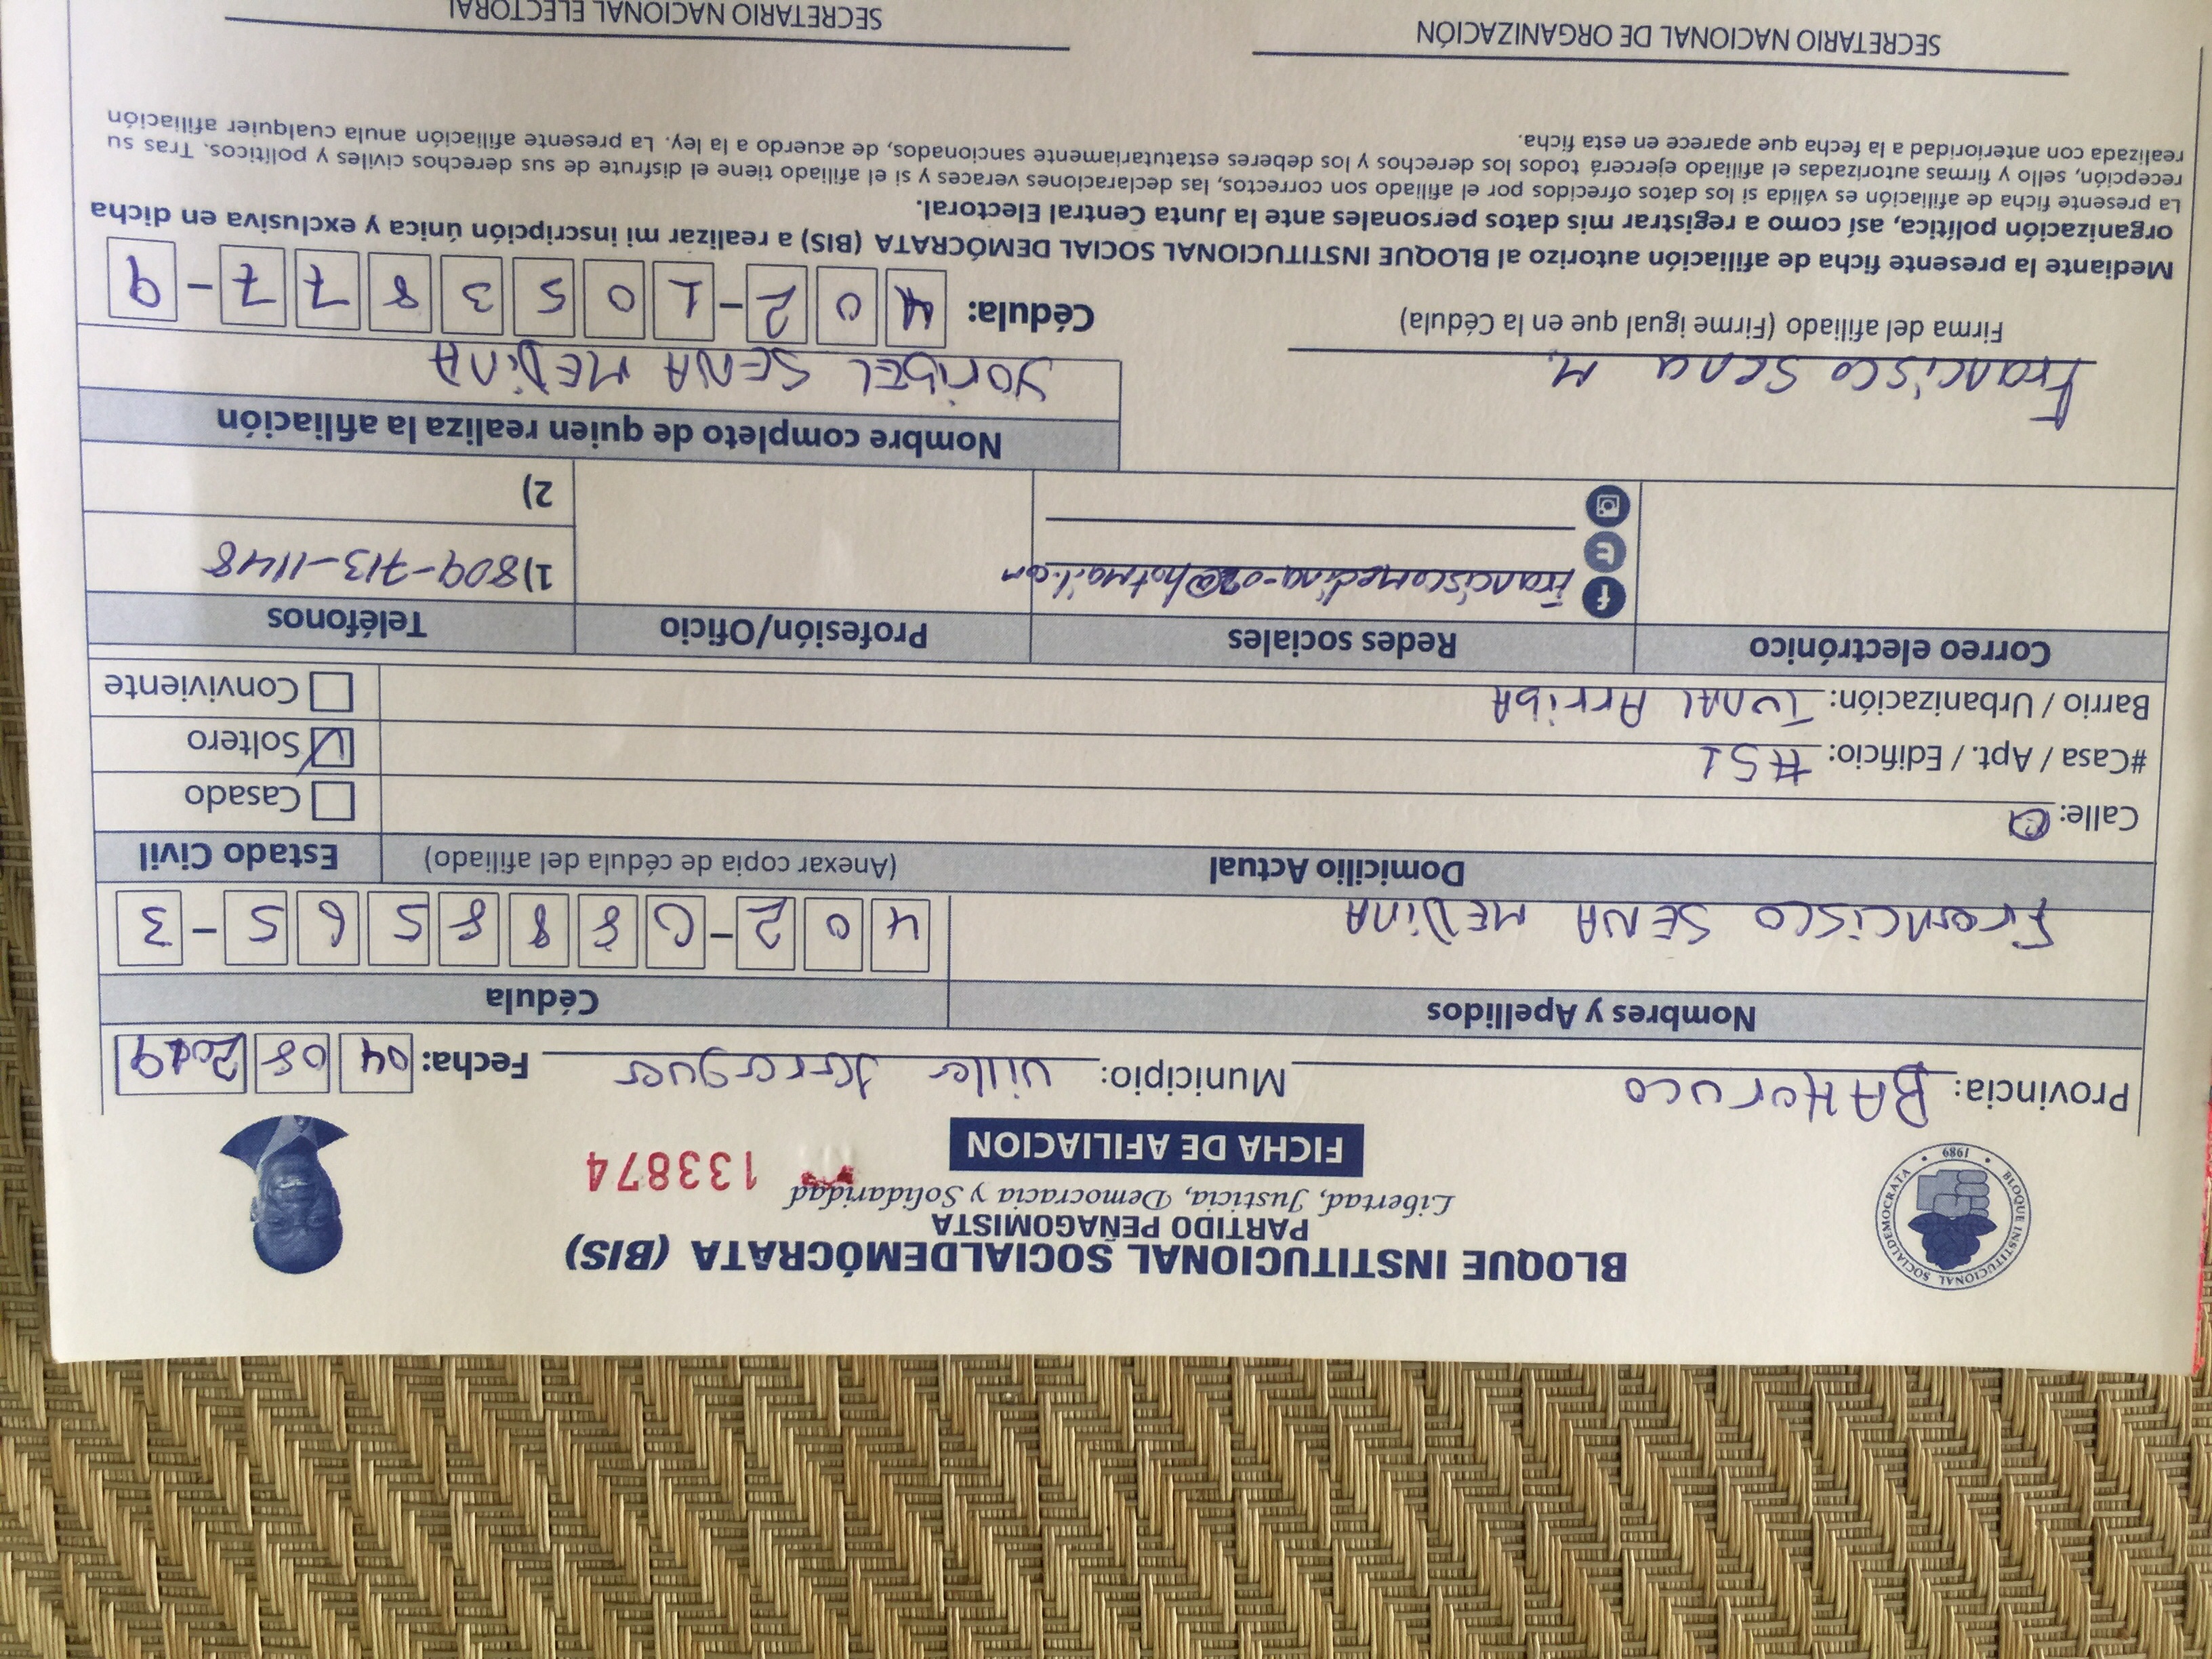 BLOQUE INSTITUCIONAL SOCIALDEMÓCRATA (BIS)
PARTIDO PEÑAGOMISTA
Libertad, Justicia, Democracia y Solidaridad
133874
FICHA DE AFILIACION
BLOQUE INSTITUCIONAL SOCIALDEMOCRATA
1989
Provincia: BAHoruco Municipio: Villa Jaragua Fecha: 04 08 2019
Nombres y Apellidos Cédula
Francisco SENA MEDiNA 402-0888565-3
Domicilio Actual (Anexar copia de cédula del afiliado) Estado Civil
Calle:
Casado
#Casa / Apt. / Edificio: #51
Soltero
Barrio / Urbanización: TUNAL ArribA
Conviviente
Correo electrónico Redes sociales Profesión/Oficio Teléfonos
1) 809-713-1148
2)
Nombre completo de quien realiza la afiliación
Francisco Sena M. YoribEL SENA MEDiNA
Firma del afiliado (Firme igual que en la Cédula) Cédula: 402-1053877-9
Mediante la presente ficha de afiliación autorizo al BLOQUE INSTITUCIONAL SOCIAL DEMÓCRATA (BIS) a realizar mi inscripción única y exclusiva en dicha
organización política, así como a registrar mis datos personales ante la Junta Central Electoral.
La presente ficha de afiliación es válida si los datos ofrecidos por el afiliado son correctos, las declaraciones veraces y si el afiliado tiene el disfrute de sus derechos civiles y políticos. Tras su
recepción, sello y firmas autorizadas el afiliado ejercerá todos los derechos y los deberes estatutariamente sancionados, de acuerdo a la ley. La presente afiliación anula cualquier afiliación
realizada con anterioridad a la fecha que aparece en esta ficha.
SECRETARIO NACIONAL DE ORGANIZACIÓN SECRETARIO NACIONAL ELECTORAL